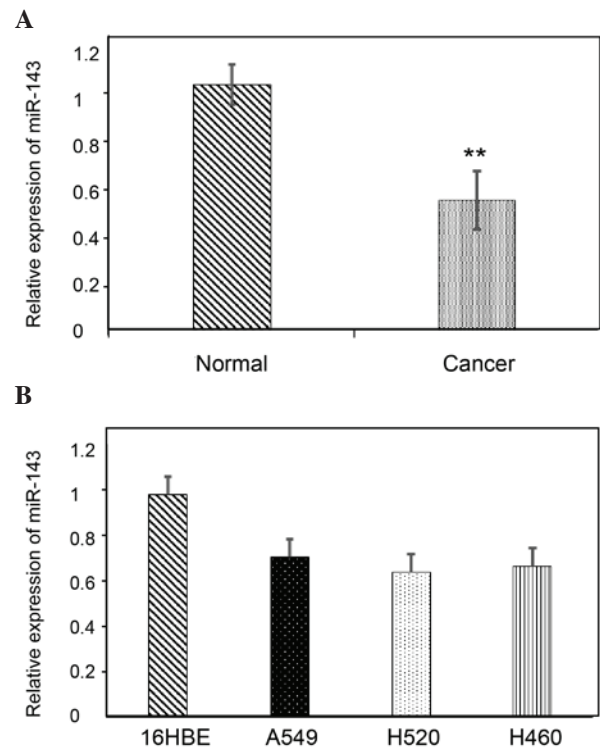 A
Relative expression of miR-143
1.2
1
0.8
0.6
0.4
0.2
0
**
Normal Cancer
B
Relative expression of miR-143
1.2
1
0.8
0.6
0.4
0.2
0
16HBE A549 H520 H460